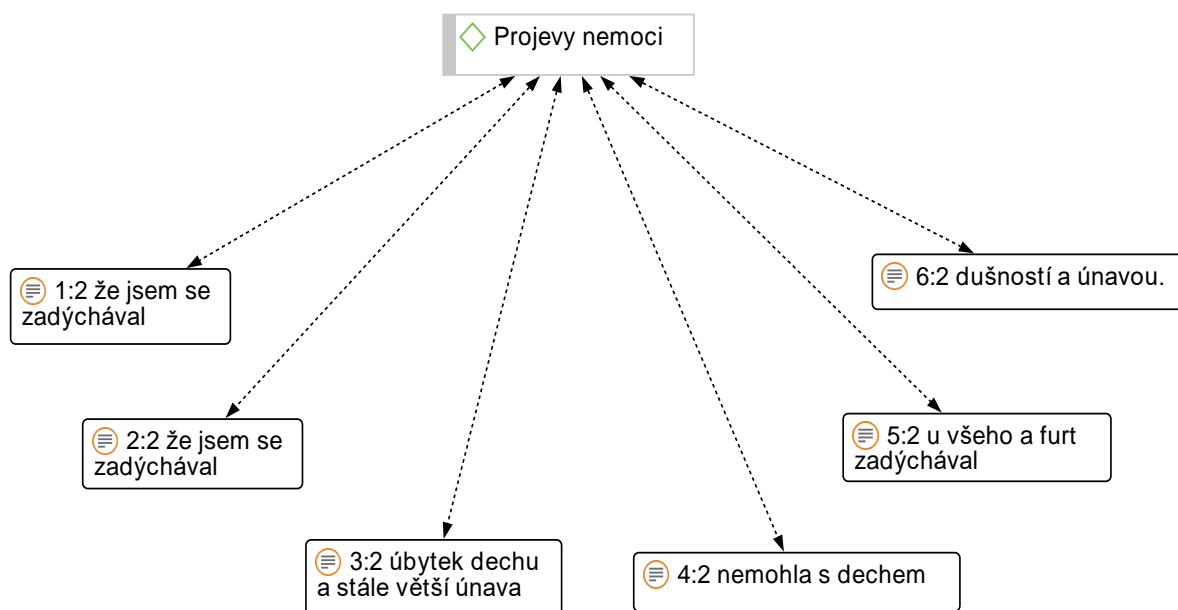 Projevy nemoci
1:2 že jsem se
zadýchával
6:2 dušností a únavou.
2:2 že jsem se
zadýchával
5:2 u všeho a furt
zadýchával
3:2 úbytek dechu
a stále větší únava
4:2 nemohla s dechem